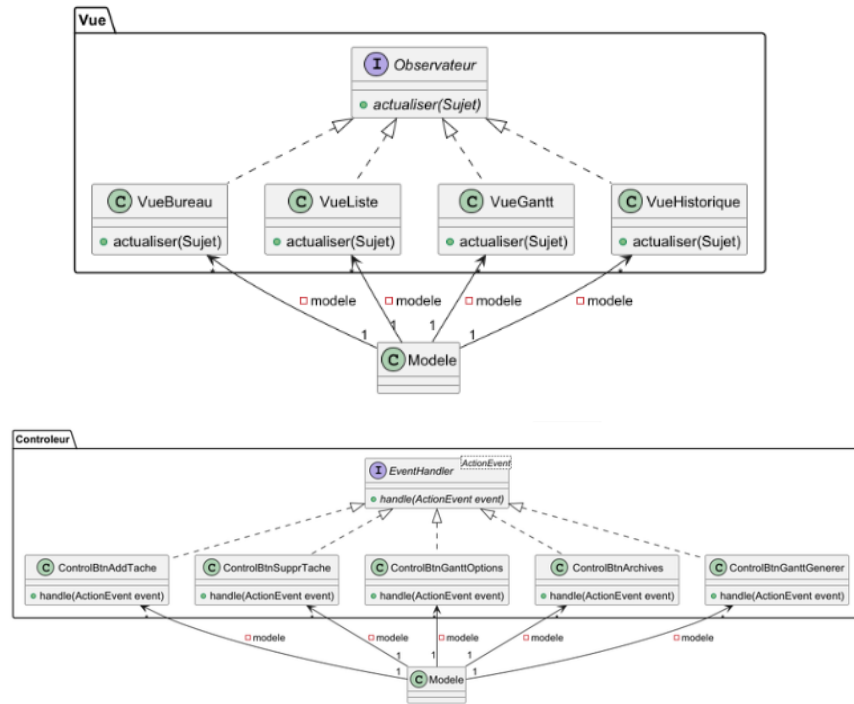 Vue
I Observateur
actualiser(Sujet)
C VueBureau
C VueListe
C VueGantt
C VueHistorique
actualiser(Sujet)
actualiser(Sujet)
actualiser(Sujet)
actualiser(Sujet)
* * * *
modele
modele
modele
modele
1
1
1
1
C Modele
Controleur
ActionEvent
I EventHandler
handle(ActionEvent event)
C ControlBtnAddTache
C ControlBtnSupprTache
C ControlBtnGanttOptions
C ControlBtnArchives
C ControlBtnGanttGenerer
handle(ActionEvent event)
handle(ActionEvent event)
handle(ActionEvent event)
handle(ActionEvent event)
handle(ActionEvent event)
* * * * *
modele
modele
modele
modele
modele
1
1
1
1
1
C Modele